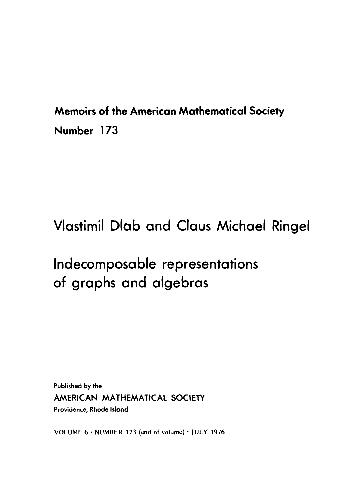 Memoirs of the American Mathematical Society
Number 173
Vlastimil Dlab and Claus Michael Ringel
Indecomposable representations
of graphs and algebras
Published by the
AMERICAN MATHEMATICAL SOCIETY
Providence, Rhode Island
VOLUME 6 · NUMBER 173 (end of volume) · JULY 1976